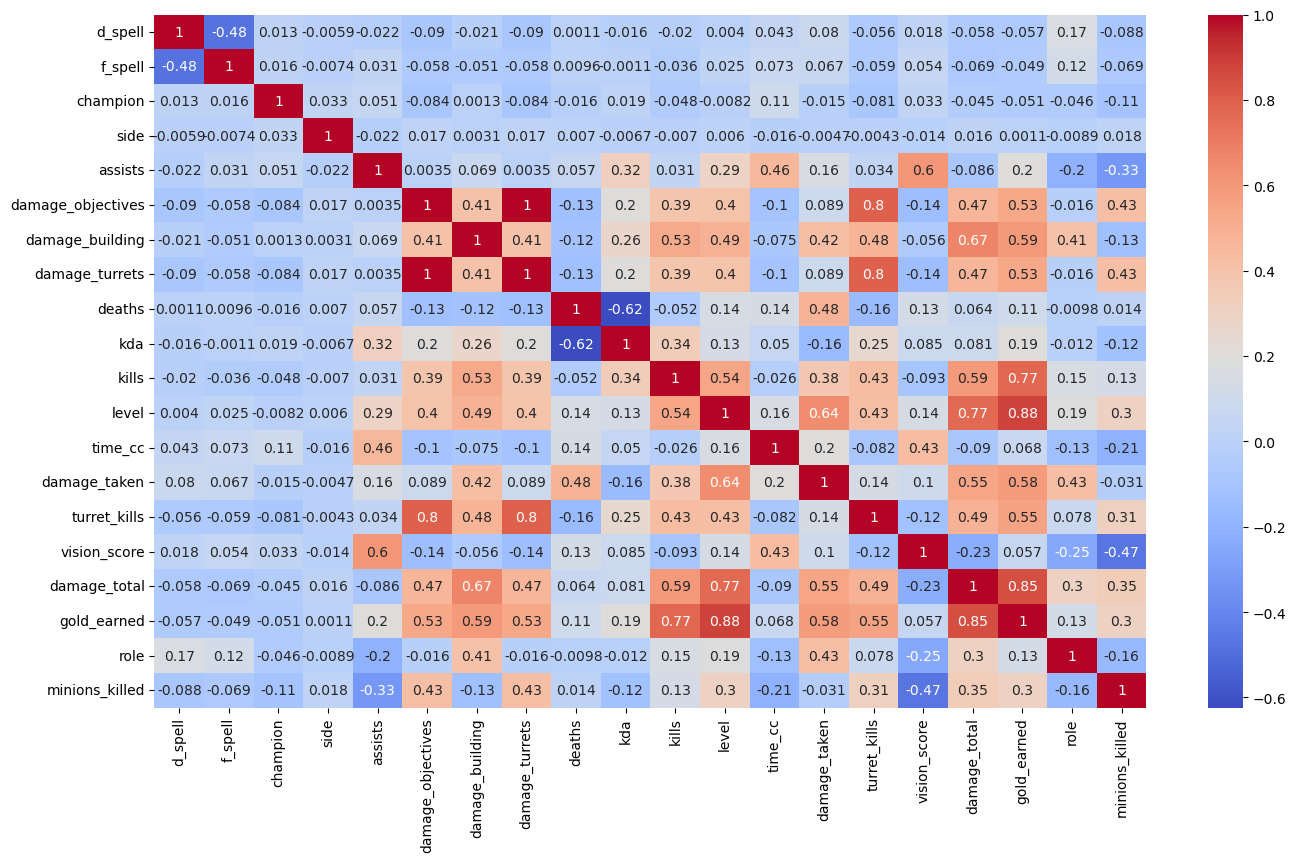 d_spell 1 -0.48 0.013 -0.0059 -0.022 -0.09 -0.021 -0.09 0.0011 -0.016 -0.02 0.004 0.043 0.08 -0.056 0.018 -0.058 -0.057 0.17 -0.088
f_spell -0.48 1 0.016 -0.0074 0.031 -0.058 -0.051 -0.058 0.0096 -0.0011 -0.036 0.025 0.073 0.067 -0.059 0.054 -0.069 -0.049 0.12 -0.069
champion 0.013 0.016 1 0.033 0.051 -0.084 0.0013 -0.084 -0.016 0.019 -0.048 -0.0082 0.11 -0.015 -0.081 0.033 -0.045 -0.051 -0.046 -0.11
side -0.0059 -0.0074 0.033 1 -0.022 0.017 0.0031 0.017 0.007 -0.0067 -0.007 0.006 -0.016 -0.0047 -0.0043 -0.014 0.016 0.0011 -0.0089 0.018
assists -0.022 0.031 0.051 -0.022 1 0.0035 0.069 0.0035 0.057 0.32 0.031 0.29 0.46 0.16 0.034 0.6 -0.086 0.2 -0.2 -0.33
damage_objectives -0.09 -0.058 -0.084 0.017 0.0035 1 0.41 1 -0.13 0.2 0.39 0.4 -0.1 0.089 0.8 -0.14 0.47 0.53 -0.016 0.43
damage_building -0.021 -0.051 0.0013 0.0031 0.069 0.41 1 0.41 -0.12 0.26 0.53 0.49 -0.075 0.42 0.48 -0.056 0.67 0.59 0.41 -0.13
damage_turrets -0.09 -0.058 -0.084 0.017 0.0035 1 0.41 1 -0.13 0.2 0.39 0.4 -0.1 0.089 0.8 -0.14 0.47 0.53 -0.016 0.43
deaths 0.0011 0.0096 -0.016 0.007 0.057 -0.13 -0.12 -0.13 1 -0.62 -0.052 0.14 0.14 0.48 -0.16 0.13 0.064 0.11 -0.0098 0.014
kda -0.016 -0.0011 0.019 -0.0067 0.32 0.2 0.26 0.2 -0.62 1 0.34 0.13 0.05 -0.16 0.25 0.085 0.081 0.19 -0.012 -0.12
kills -0.02 -0.036 -0.048 -0.007 0.031 0.39 0.53 0.39 -0.052 0.34 1 0.54 -0.026 0.38 0.43 -0.093 0.59 0.77 0.15 0.13
level 0.004 0.025 -0.0082 0.006 0.29 0.4 0.49 0.4 0.14 0.13 0.54 1 0.16 0.64 0.43 0.14 0.77 0.88 0.19 0.3
time_cc 0.043 0.073 0.11 -0.016 0.46 -0.1 -0.075 -0.1 0.14 0.05 -0.026 0.16 1 0.2 -0.082 0.43 -0.09 0.068 -0.13 -0.21
damage_taken 0.08 0.067 -0.015 -0.0047 0.16 0.089 0.42 0.089 0.48 -0.16 0.38 0.64 0.2 1 0.14 0.1 0.55 0.58 0.43 -0.031
turret_kills -0.056 -0.059 -0.081 -0.0043 0.034 0.8 0.48 0.8 -0.16 0.25 0.43 0.43 -0.082 0.14 1 -0.12 0.49 0.55 0.078 0.31
vision_score 0.018 0.054 0.033 -0.014 0.6 -0.14 -0.056 -0.14 0.13 0.085 -0.093 0.14 0.43 0.1 -0.12 1 -0.23 0.057 -0.25 -0.47
damage_total -0.058 -0.069 -0.045 0.016 -0.086 0.47 0.67 0.47 0.064 0.081 0.59 0.77 -0.09 0.55 0.49 -0.23 1 0.85 0.3 0.35
gold_earned -0.057 -0.049 -0.051 0.0011 0.2 0.53 0.59 0.53 0.11 0.19 0.77 0.88 0.068 0.58 0.55 0.057 0.85 1 0.13 0.3
role 0.17 0.12 -0.046 -0.0089 -0.2 -0.016 0.41 -0.016 -0.0098 -0.012 0.15 0.19 -0.13 0.43 0.078 -0.25 0.3 0.13 1 -0.16
minions_killed -0.088 -0.069 -0.11 0.018 -0.33 0.43 -0.13 0.43 0.014 -0.12 0.13 0.3 -0.21 -0.031 0.31 -0.47 0.35 0.3 -0.16 1
d_spell f_spell champion side assists damage_objectives damage_building damage_turrets deaths kda kills level time_cc damage_taken turret_kills vision_score damage_total gold_earned role minions_killed
1.0
0.8
0.6
0.4
0.2
0.0
−0.2
−0.4
−0.6